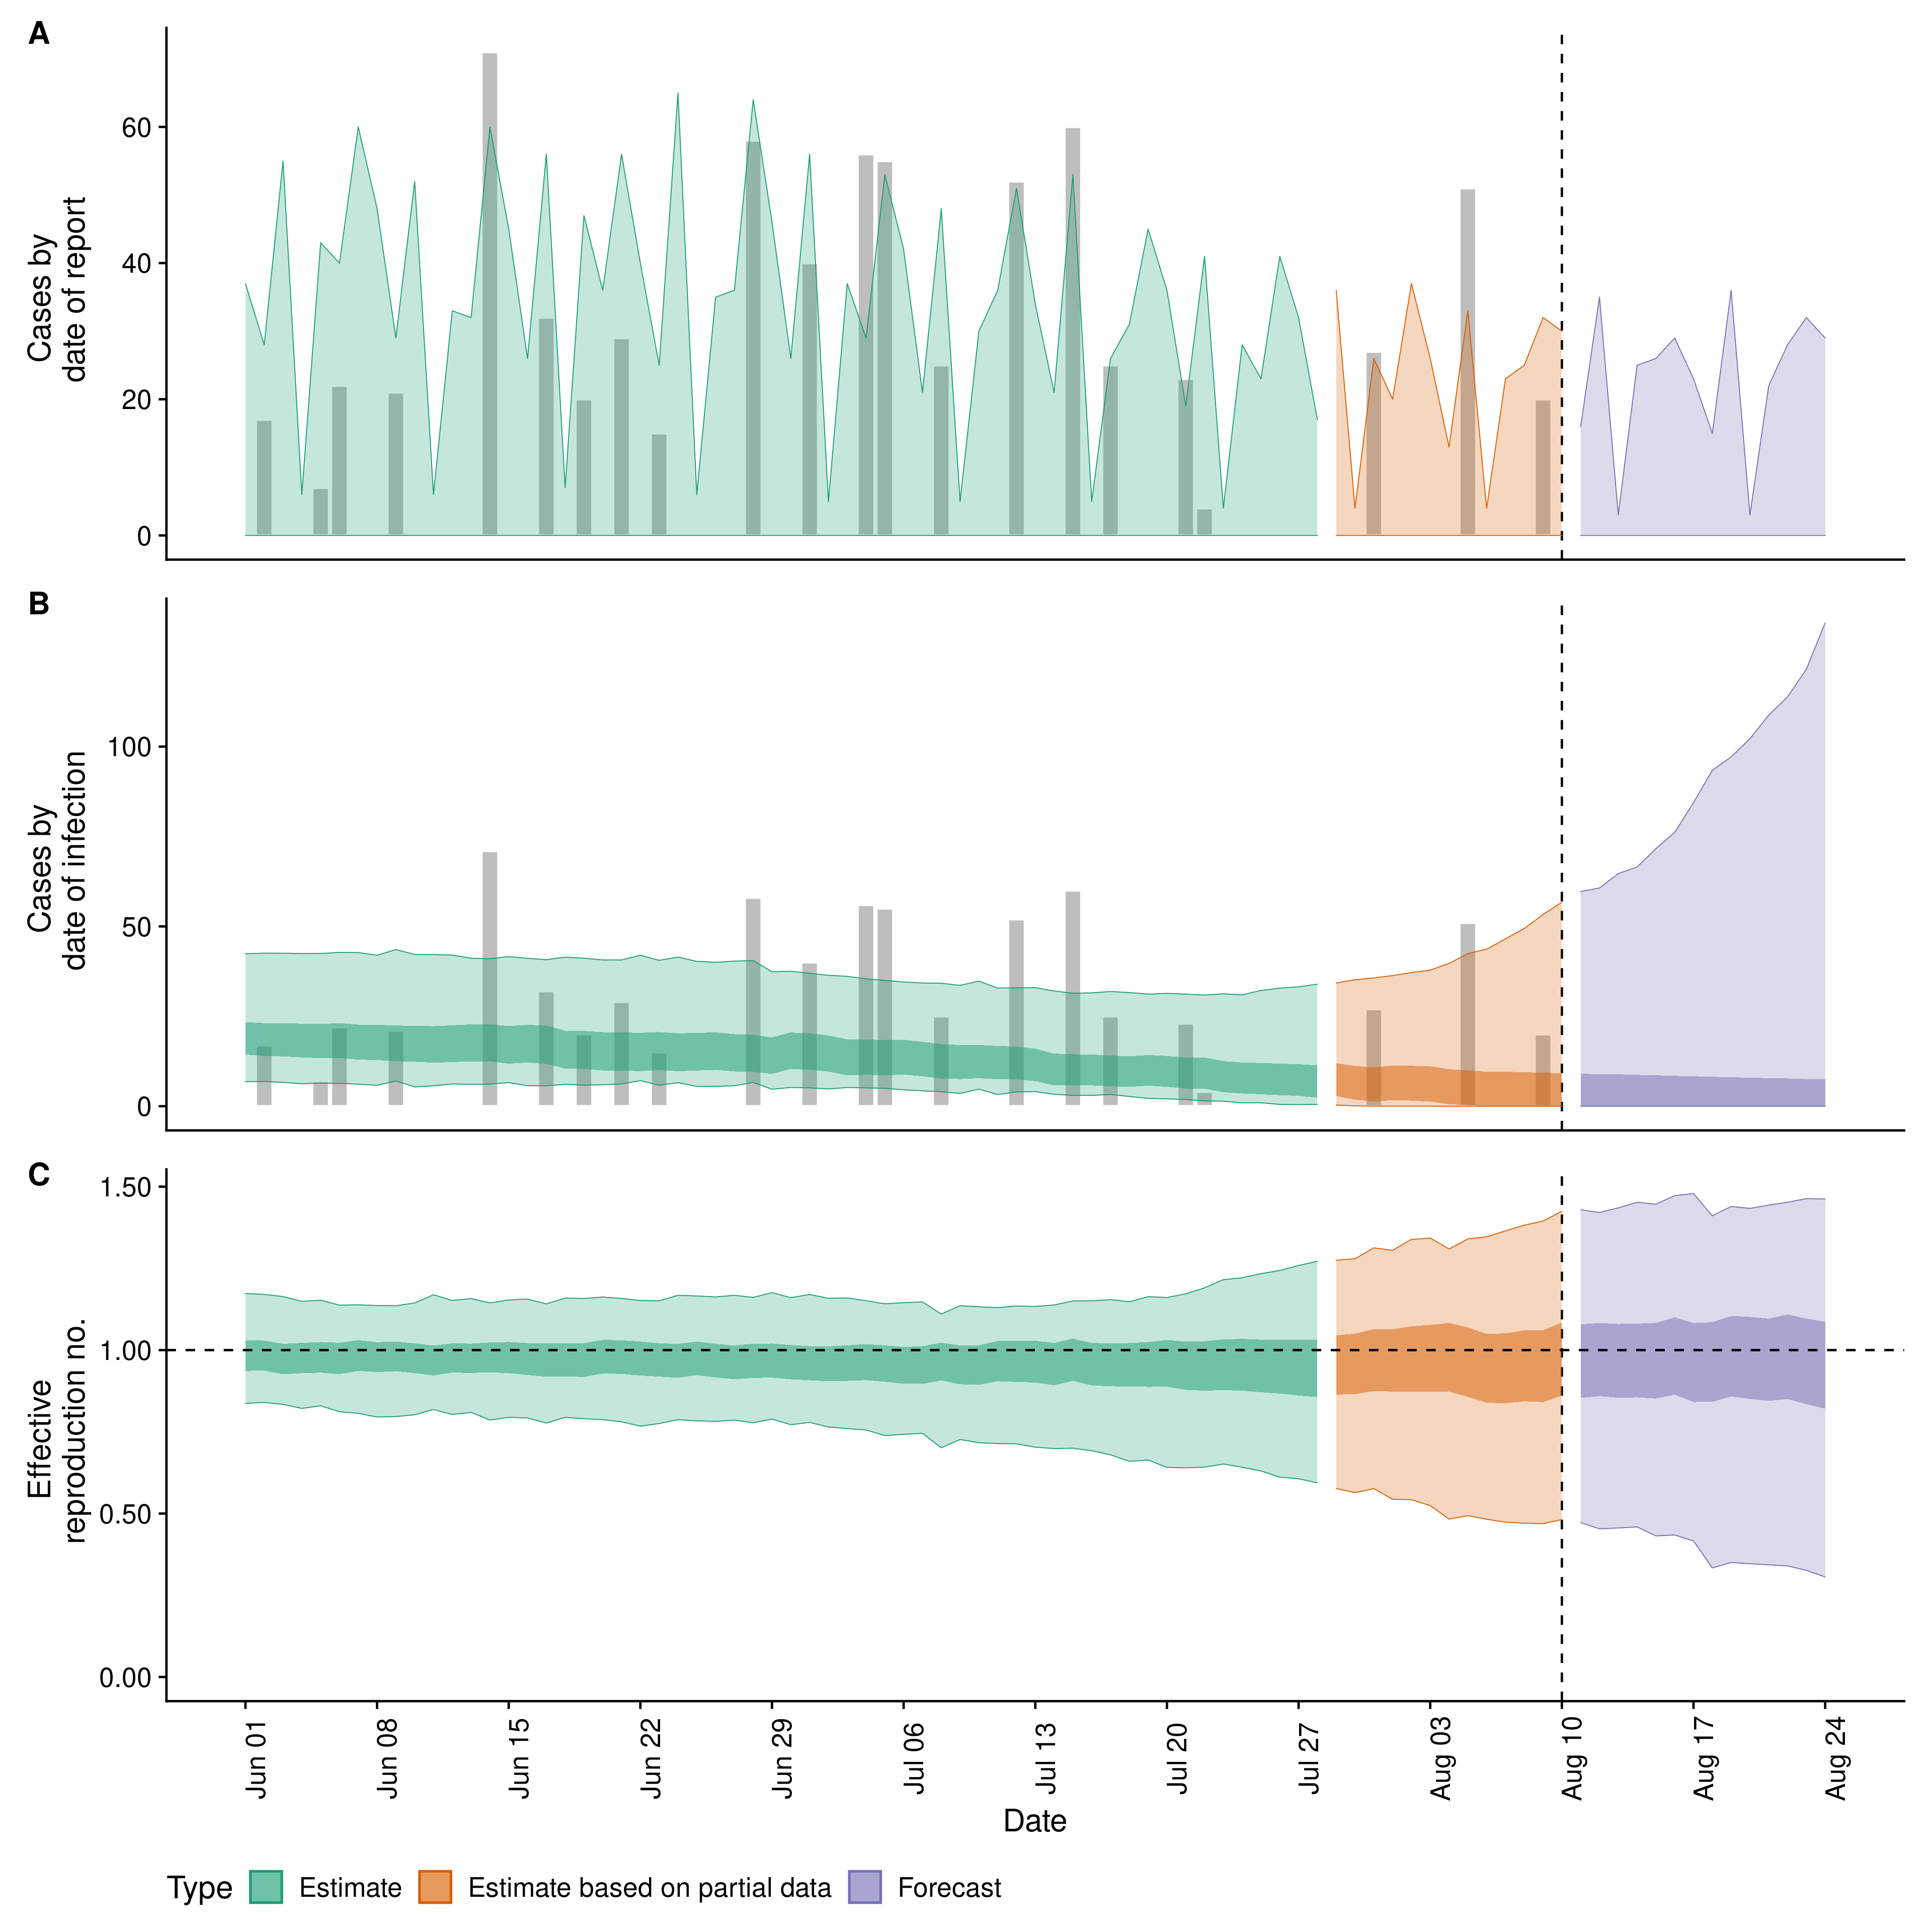 A
Cases by
date of report
60
40
20
0
B
Cases by
date of infection
100
50
0
C
Effective
reproduction no.
1.50
1.00
0.50
0.00
Jun 01
Jun 08
Jun 15
Jun 22
Jun 29
Jul 06
Jul 13
Jul 20
Jul 27
Aug 03
Aug 10
Aug 17
Aug 24
Date
Type
Estimate
Estimate based on partial data
Forecast